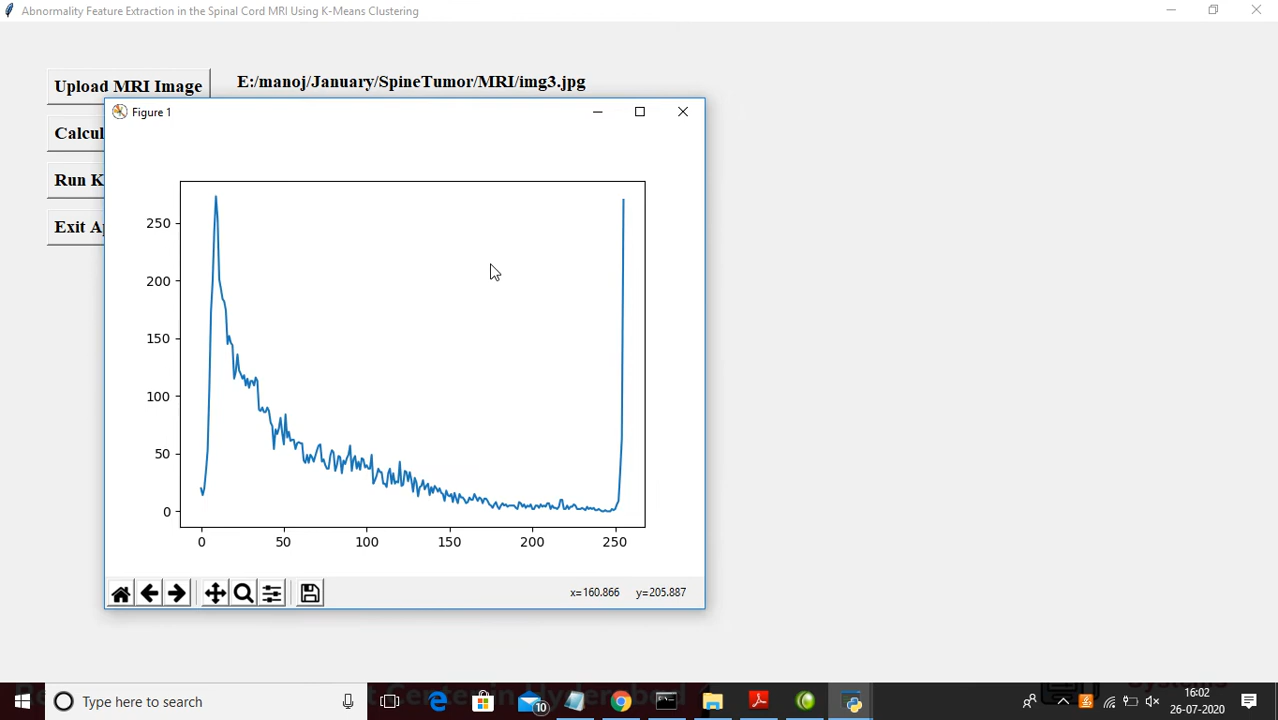 Abnormality Feature Extraction in the Spinal Cord MRI Using K-Means Clustering
Upload MRI Image
E:/manoj/January/SpineTumor/MRI/img3.jpg
Figure 1
Calcul
Run K
Exit A
250
200
150
100
50
0
0 50 100 150 200 250
x=160.866 y=205.887
Type here to search
10
16:02
26-07-2020